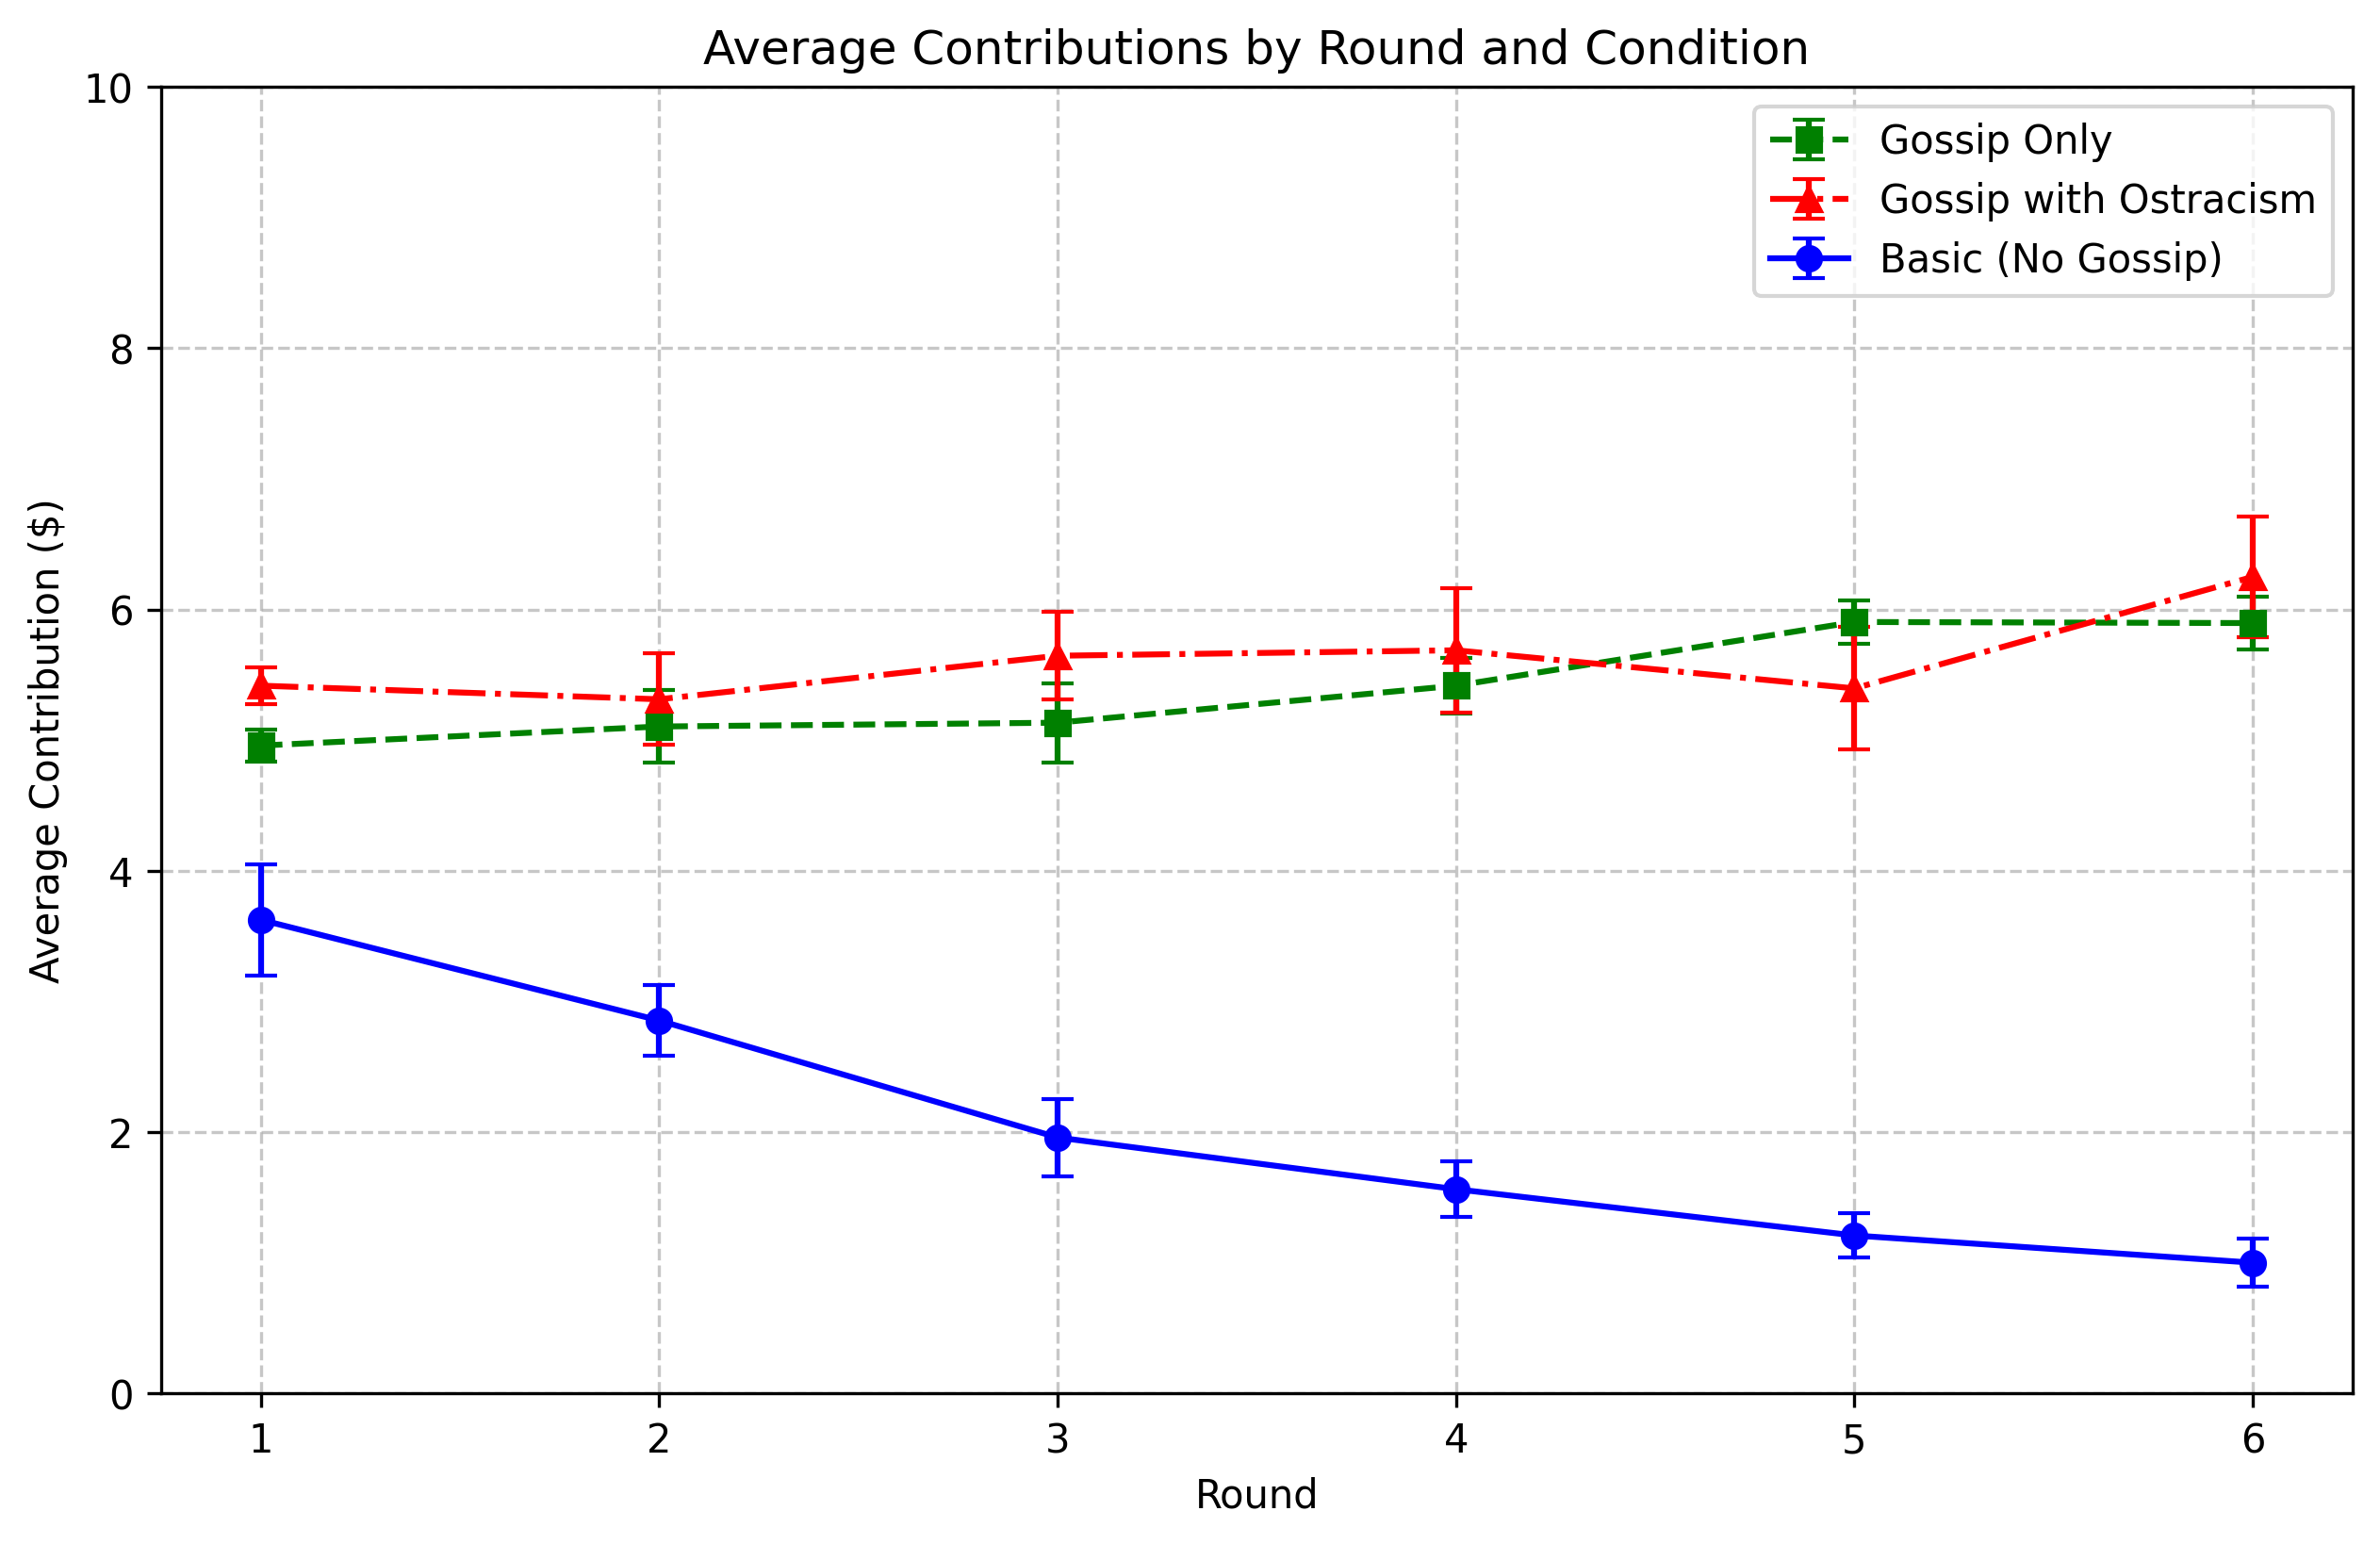 Average Contributions by Round and Condition
10
8
6
4
2
0
Average Contribution ($)
Gossip Only
Gossip with Ostracism
Basic (No Gossip)
1 2 3 4 5 6
Round